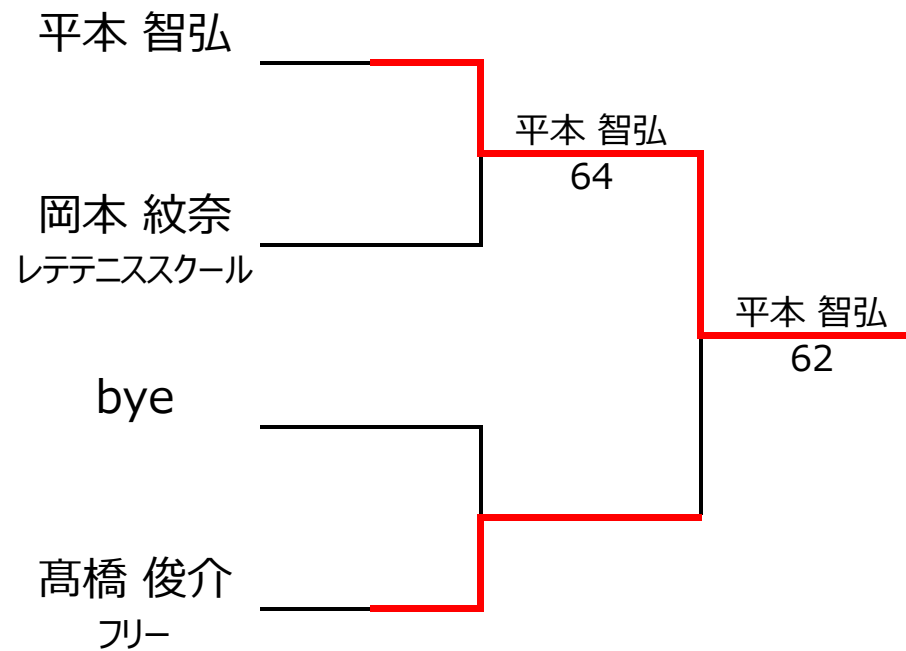 平本 智弘
平本 智弘
64
岡本 紋奈
レテテニススクール
平本 智弘
62
bye
髙橋 俊介
フリー